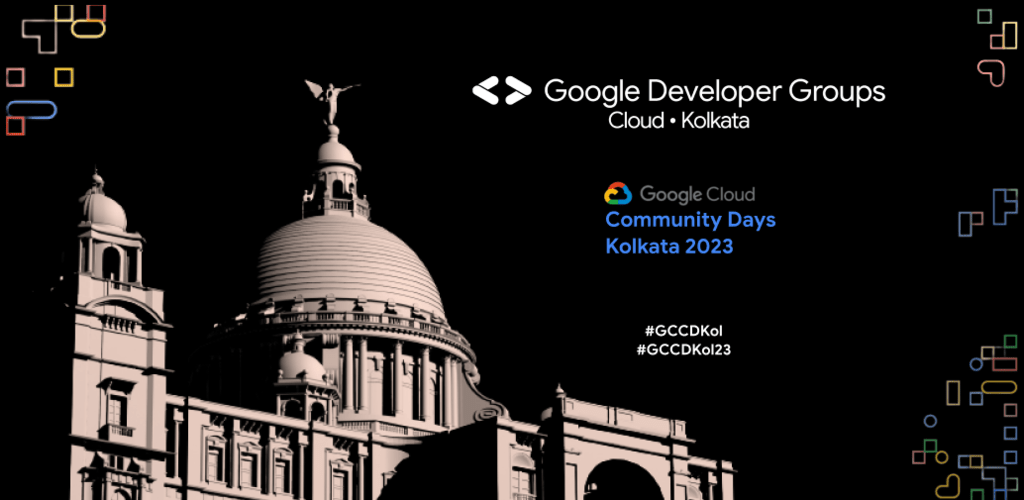 Google Developer Groups
Cloud • Kolkata
Google Cloud
Community Days
Kolkata 2023
#GCCDKol
#GCCDKol23